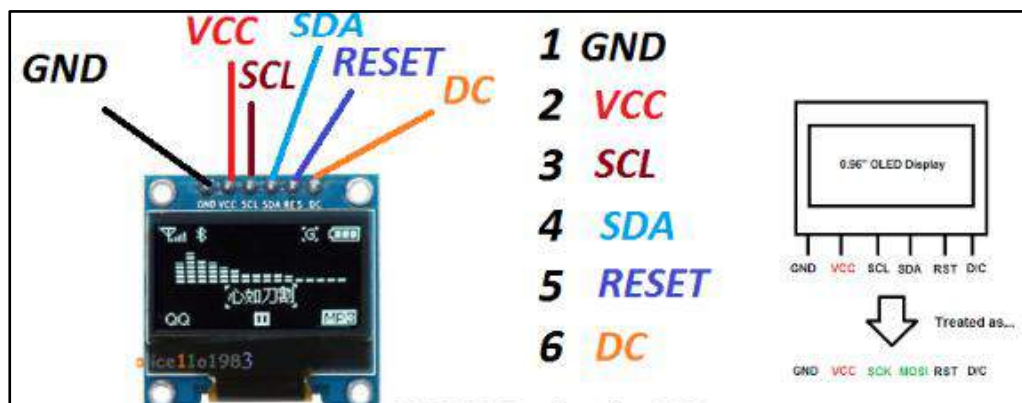 GND
VCC
SCL
SDA
RESET
DC
GND VCC SCL SDA RES DC
G
心如刀割
QQ
MP3
alice11o1983
1 GND
2 VCC
3 SCL
4 SDA
5 RESET
6 DC
0.96" OLED Display
GND VCC SCL SDA RST D/C
Treated as...
GND VCC SCK MOSI RST D/C